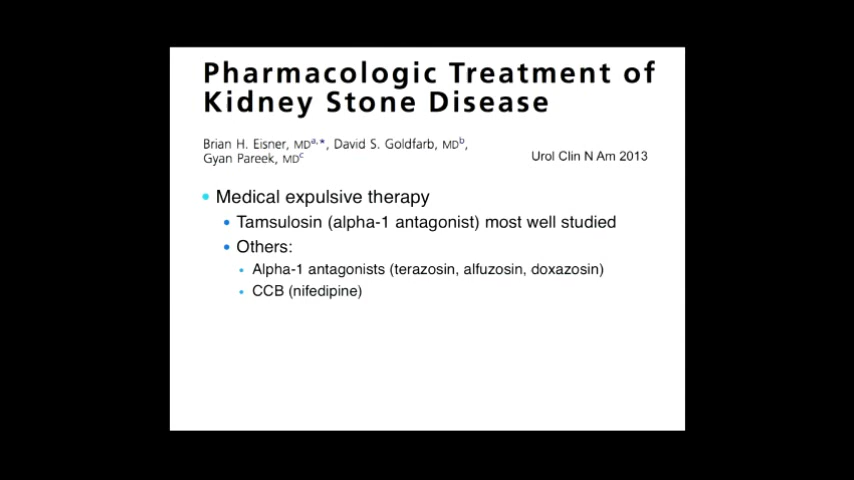 Pharmacologic Treatment of
Kidney Stone Disease
Brian H. Eisner, MDa,*, David S. Goldfarb, MDb,
Gyan Pareek, MDc
Urol Clin N Am 2013
• Medical expulsive therapy
• Tamsulosin (alpha-1 antagonist) most well studied
• Others:
• Alpha-1 antagonists (terazosin, alfuzosin, doxazosin)
• CCB (nifedipine)